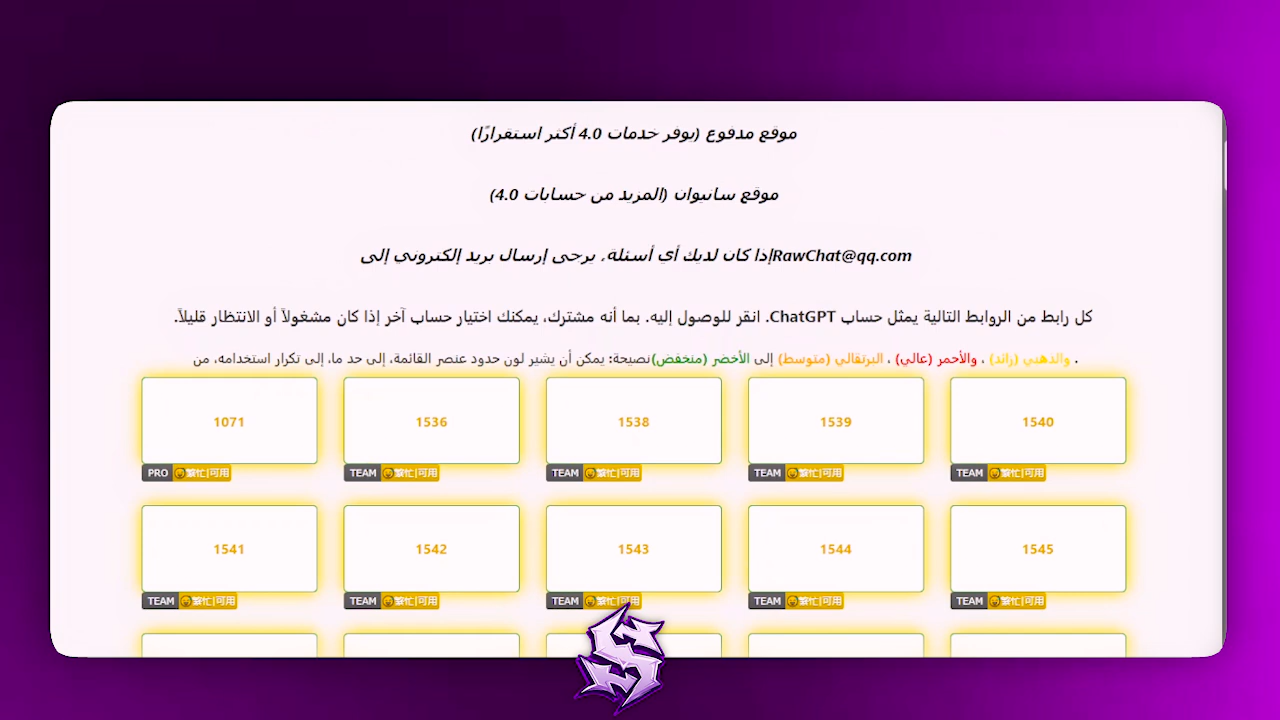 موقع مدفوع (يوفر خدمات 4.0 أكثر استقرارًا)
موقع سانيوان (المزيد من حسابات 4.0)
RawChat@qq.comإذا كان لديك أي أسئلة، يرجى إرسال بريد إلكتروني إلى
كل رابط من الروابط التالية يمثل حساب ChatGPT. انقر للوصول إليه. بما أنه مشترك، يمكنك اختيار حساب آخر إذا كان مشغولاً أو الانتظار قليلاً.
. والذهبي (زائد) ، والأحمر (عالي) ، البرتقالي (متوسط) إلى الأخضر (منخفض)نصيحة: يمكن أن يشير لون حدود عنصر القائمة، إلى حد ما، إلى تكرار استخدامه، من
1071 1536 1538 1539 1540
PRO 繁忙|可用 TEAM 繁忙|可用 TEAM 繁忙|可用 TEAM 繁忙|可用 TEAM 繁忙|可用
1541 1542 1543 1544 1545
TEAM 繁忙|可用 TEAM 繁忙|可用 TEAM 繁忙|可用 TEAM 繁忙|可用 TEAM 繁忙|可用